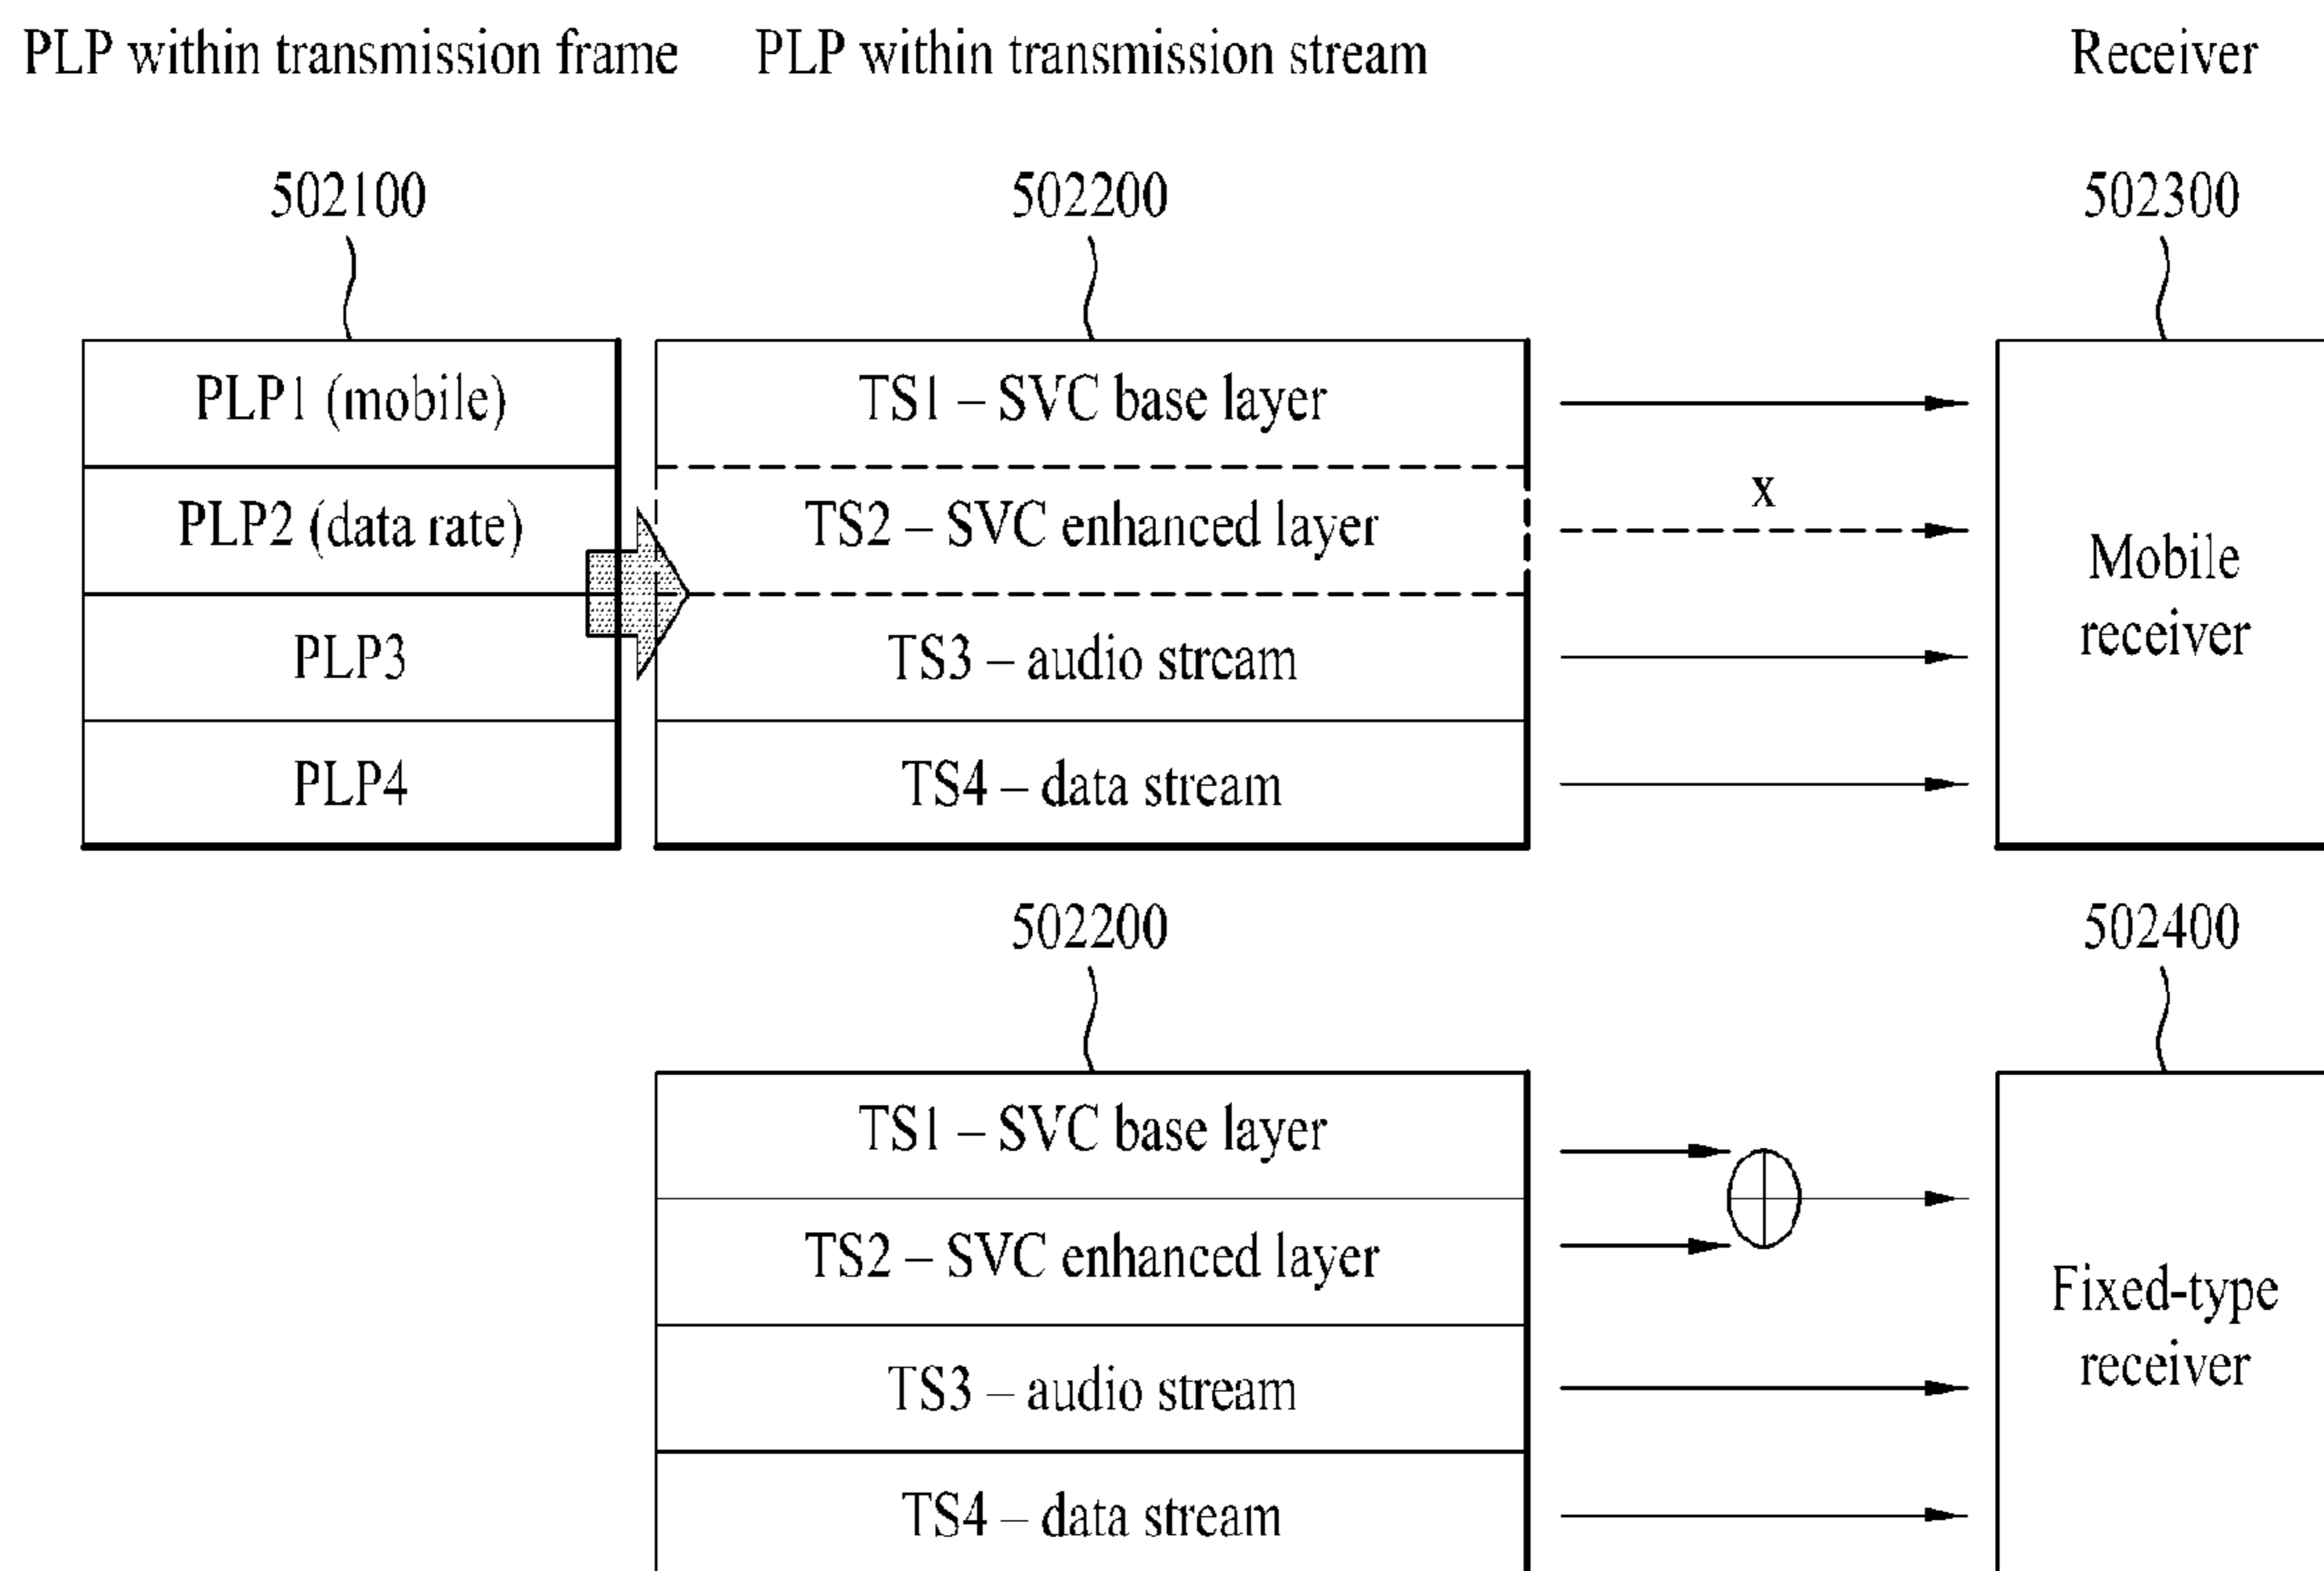 PLP within transmission frame PLP within transmission stream Receiver
502100 502200 502300
PLP1 (mobile)
PLP2 (data rate)
PLP3
PLP4
TS1 – SVC base layer
TS2 – SVC enhanced layer
TS3 – audio stream
TS4 – data stream
x
Mobile
receiver
502200 502400
TS1 – SVC base layer
TS2 – SVC enhanced layer
TS3 – audio stream
TS4 – data stream
Fixed-type
receiver